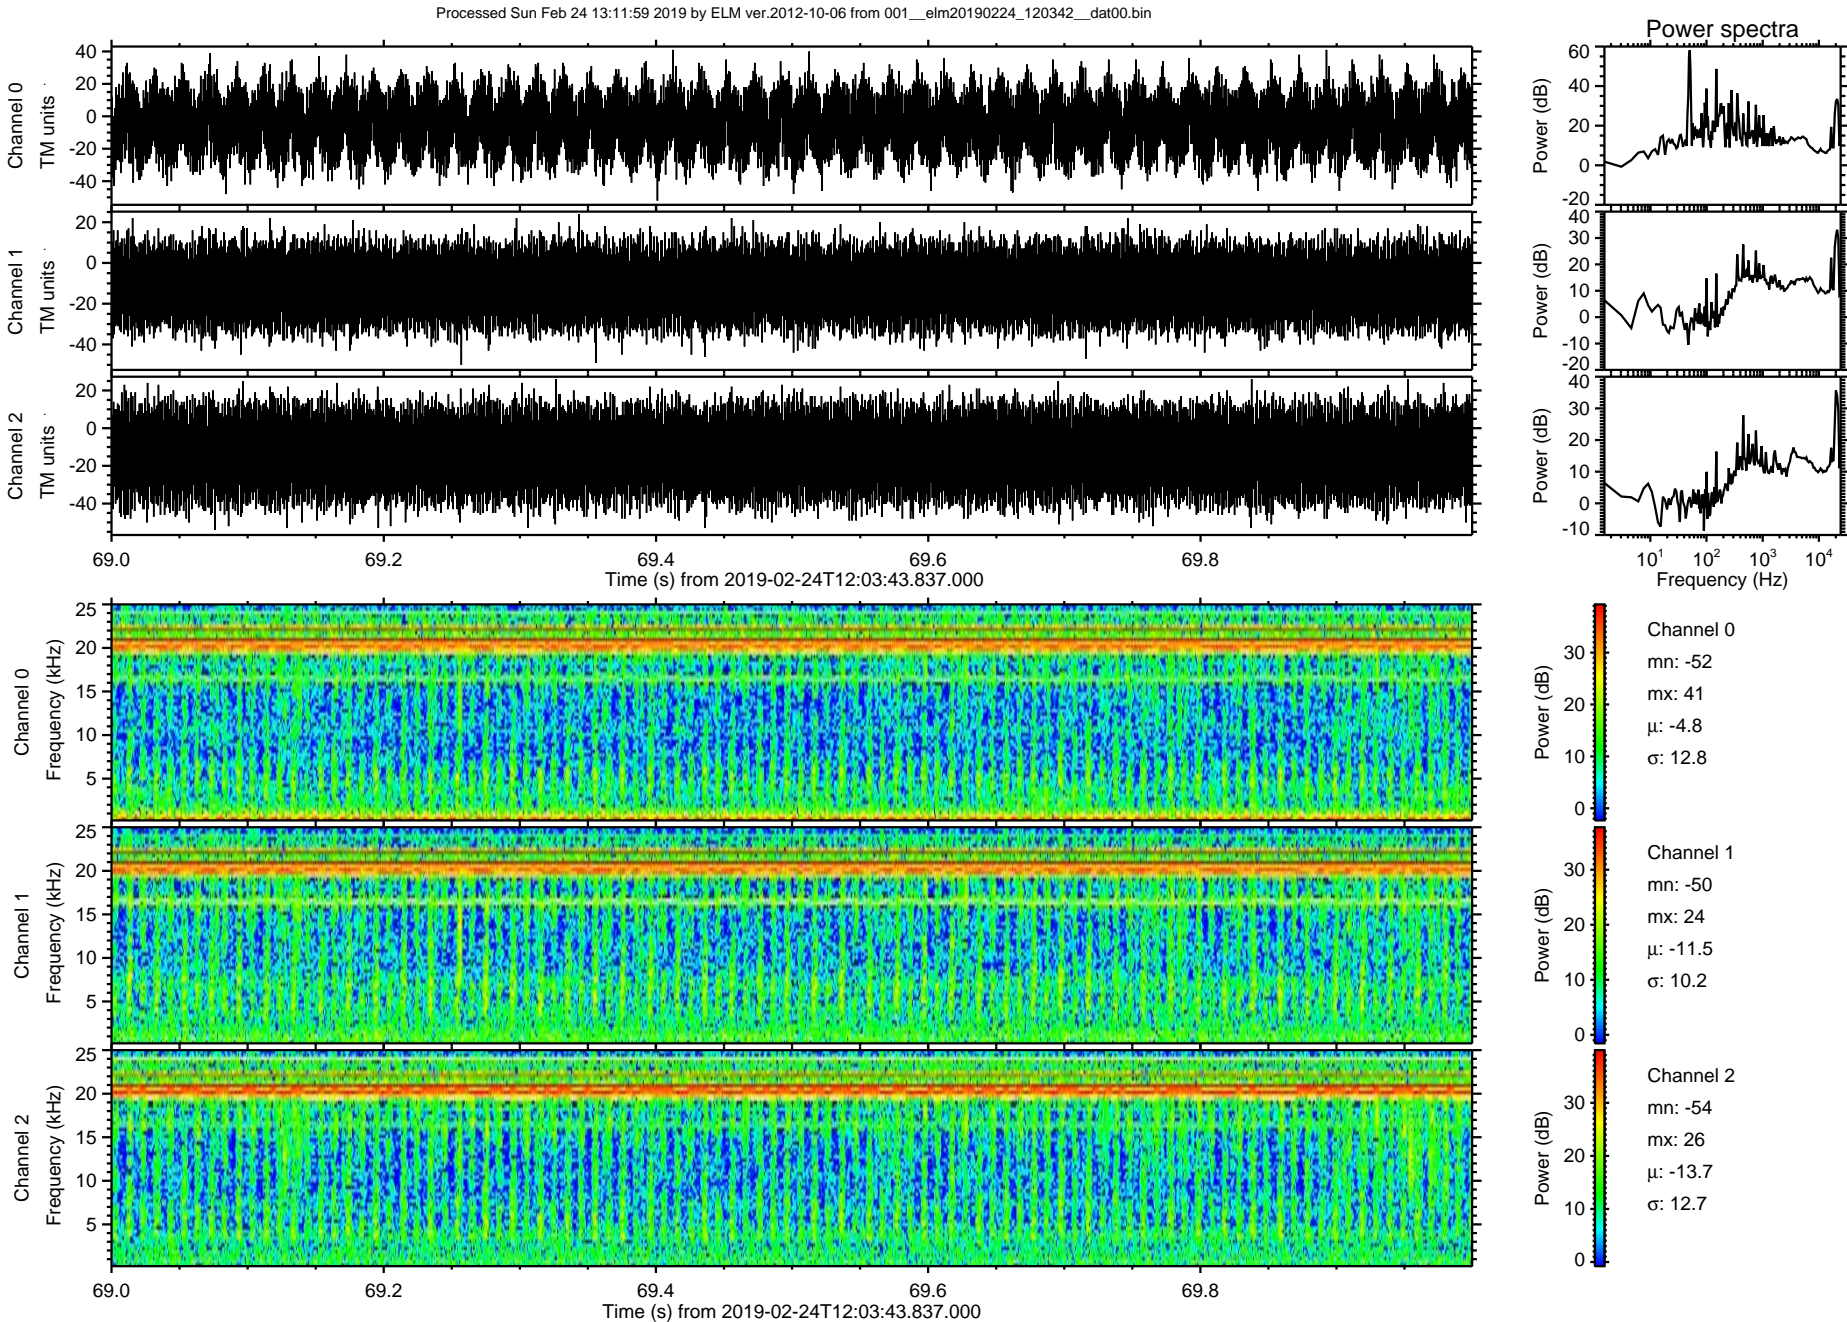 Processed Sun Feb 24 13:11:59 2019 by ELM ver.2012-10-06 from 001__elm20190224_120342__dat00.bin
Power spectra
Channel 0
TM units
40
20
0
-20
-40
Power (dB)
60
40
20
0
-20
Channel 1
TM units
20
0
-20
-40
Power (dB)
40
30
20
10
0
-10
-20
Channel 2
TM units
20
0
-20
-40
Power (dB)
40
30
20
10
0
-10
69.0 69.2 69.4 69.6 69.8
Time (s) from 2019-02-24T12:03:43.837.000
10^1 10^2 10^3 10^4
Frequency (Hz)
Channel 0
Frequency (kHz)
25
20
15
10
5
Power (dB)
30
20
10
0
Channel 0
mn: -52
mx: 41
μ: -4.8
σ: 12.8
Channel 1
Frequency (kHz)
25
20
15
10
5
Power (dB)
30
20
10
0
Channel 1
mn: -50
mx: 24
μ: -11.5
σ: 10.2
Channel 2
Frequency (kHz)
25
20
15
10
5
Power (dB)
30
20
10
0
Channel 2
mn: -54
mx: 26
μ: -13.7
σ: 12.7
69.0 69.2 69.4 69.6 69.8
Time (s) from 2019-02-24T12:03:43.837.000